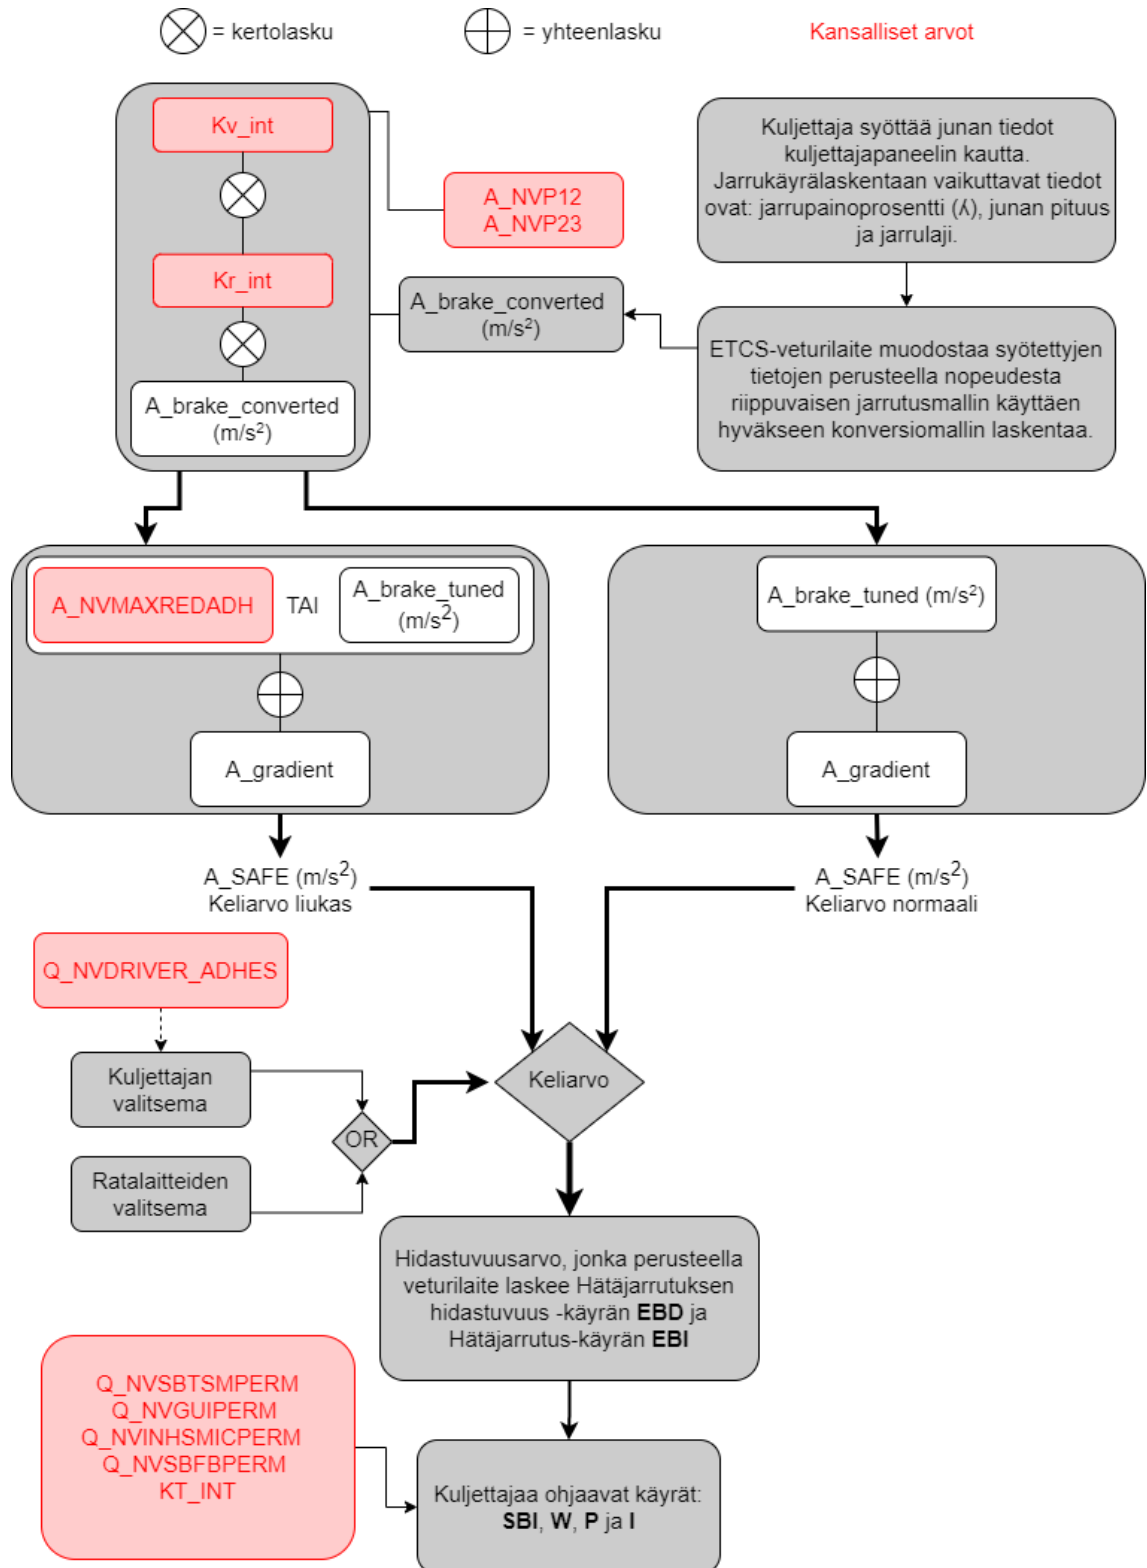 = kertolasku
= yhteenlasku
Kansalliset arvot
Kv_int
A_NVP12
A_NVP23
Kuljettaja syöttää junan tiedot
kuljettajapaneelin kautta.
Jarrukäyrälaskentaan vaikuttavat tiedot
ovat: jarrupainoprosentti (ʎ), junan pituus
ja jarrulaji.
Kr_int
A_brake_converted
(m/s²)
ETCS-veturilaite muodostaa syötettyjen
tietojen perusteella nopeudesta
riippuvaisen jarrutusmallin käyttäen
hyväkseen konversiomallin laskentaa.
A_brake_converted
(m/s²)
A_NVMAXREDADH
TAI
A_brake_tuned
(m/s²)
A_brake_tuned (m/s²)
A_gradient
A_gradient
A_SAFE (m/s²)
Keliarvo liukas
A_SAFE (m/s²)
Keliarvo normaali
Q_NVDRIVER_ADHES
Kuljettajan
valitsema
Keliarvo
OR
Ratalaitteiden
valitsema
Hidastuvuusarvo, jonka perusteella
veturilaite laskee Hätäjarrutuksen
hidastuvuus -käyrän EBD ja
Hätäjarrutus-käyrän EBI
Q_NVSBTSMPERM
Q_NVGUIPERM
Q_NVINHSMICPERM
Q_NVSBFBPERM
KT_INT
Kuljettajaa ohjaavat käyrät:
SBI, W, P ja I